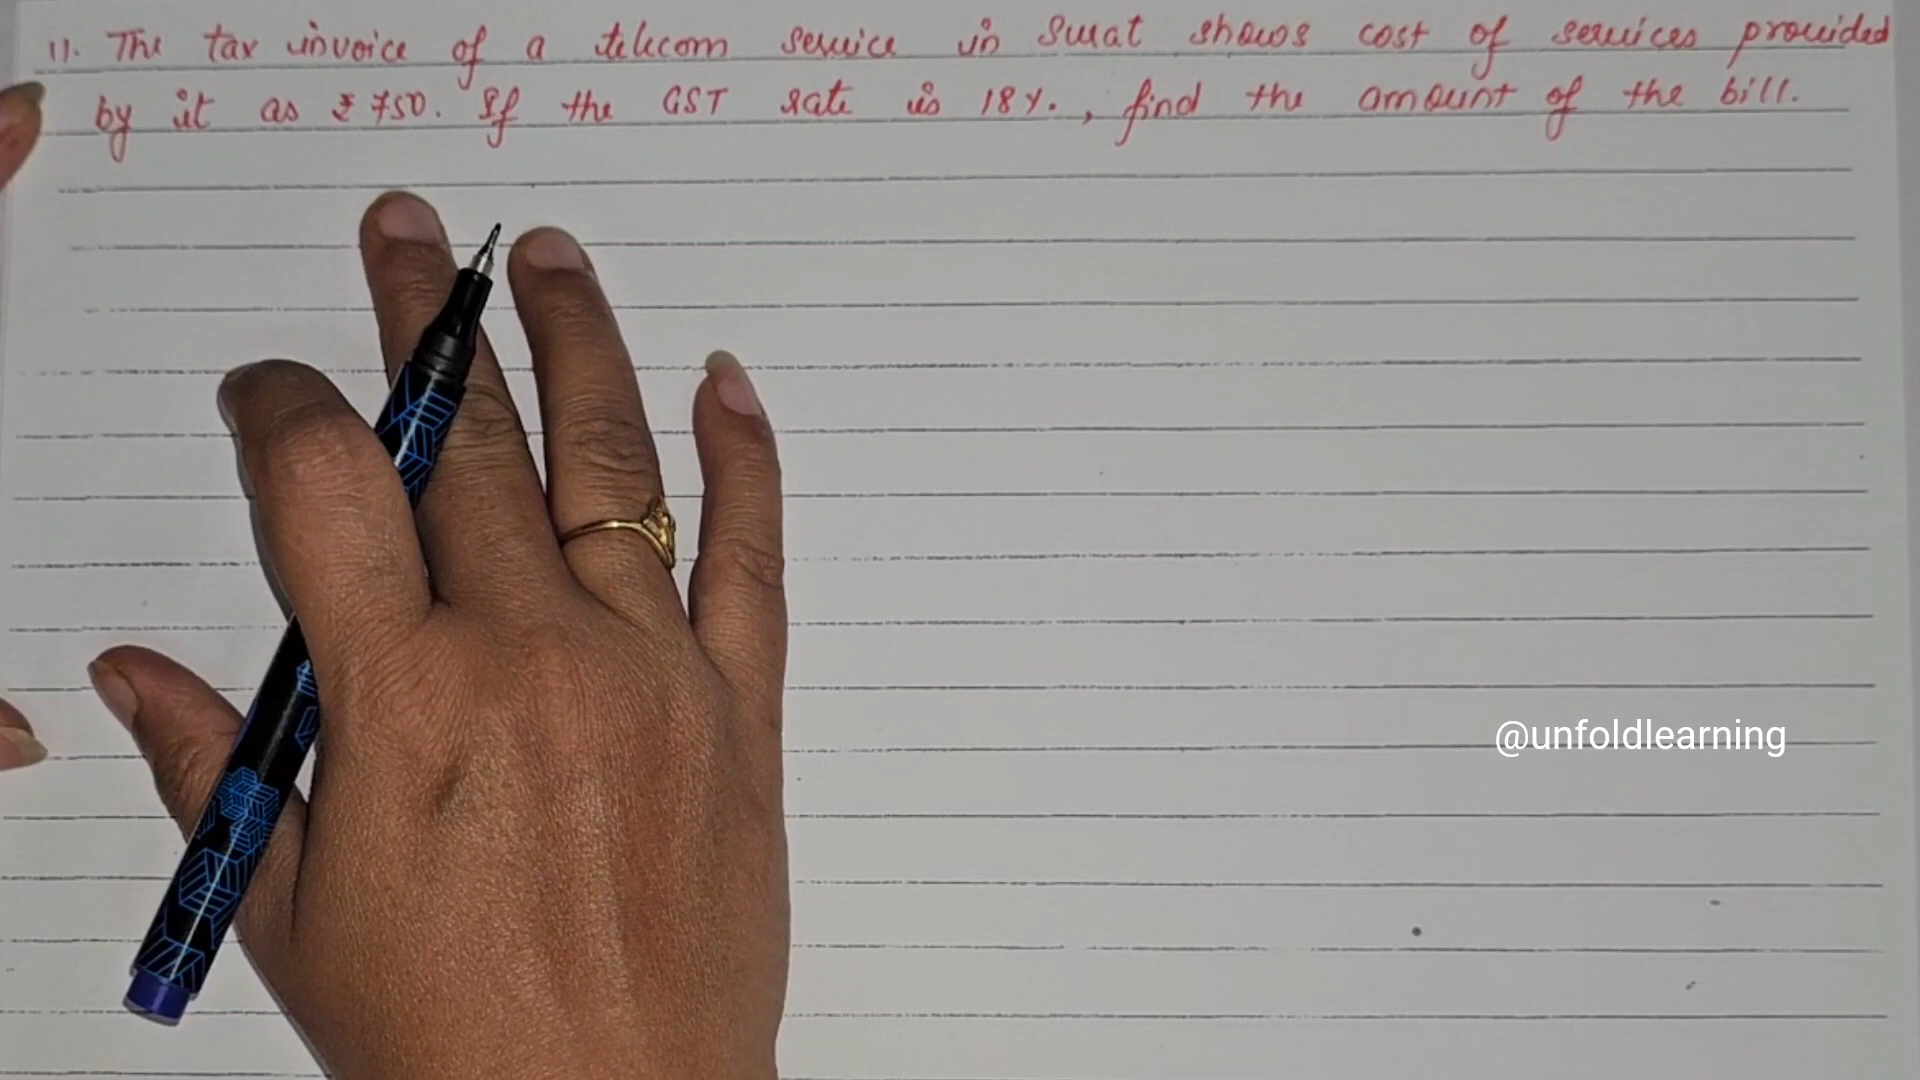 11. The tax invoice of a telecom service in Surat shows cost of services provided
by it as ₹ 750. If the GST rate is 18%, find the amount of the bill.
@unfoldlearning